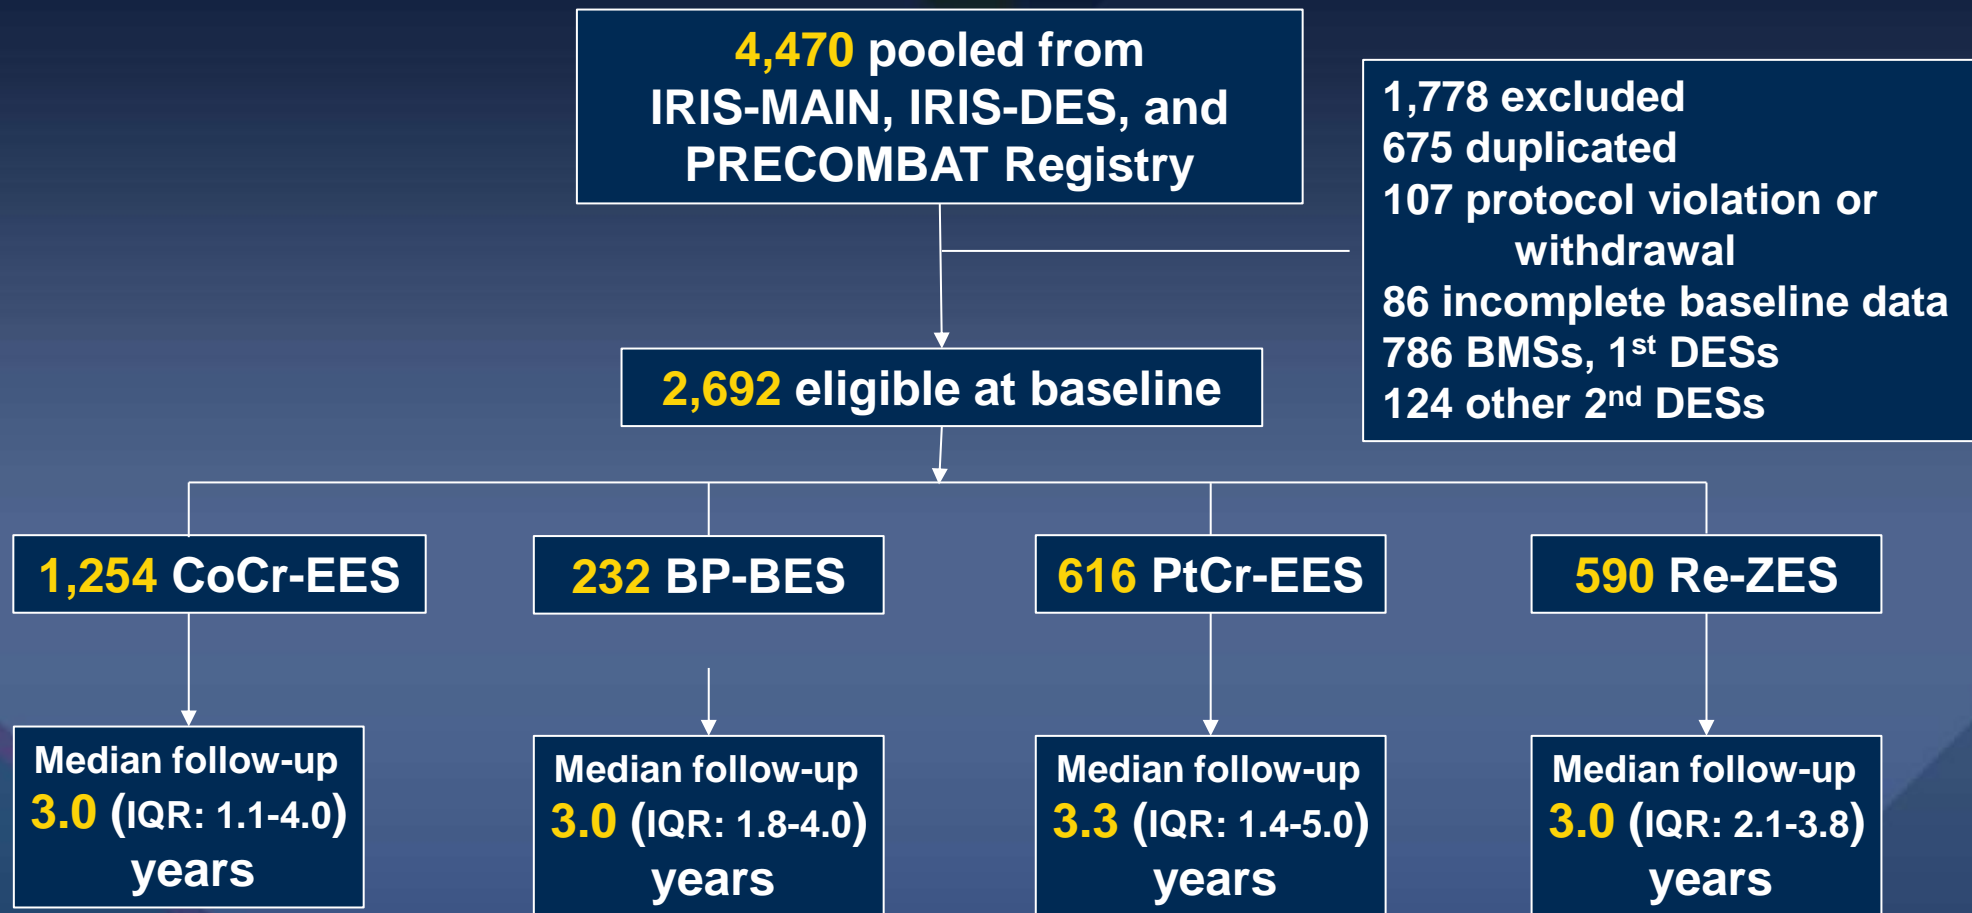 4,470 pooled from
IRIS-MAIN, IRIS-DES, and
PRECOMBAT Registry
1,778 excluded
675 duplicated
107 protocol violation or
withdrawal
86 incomplete baseline data
786 BMSs, 1st DESs
124 other 2nd DESs
2,692 eligible at baseline
1,254 CoCr-EES
232 BP-BES
616 PtCr-EES
590 Re-ZES
Median follow-up
3.0 (IQR: 1.1-4.0)
years
Median follow-up
3.0 (IQR: 1.8-4.0)
years
Median follow-up
3.3 (IQR: 1.4-5.0)
years
Median follow-up
3.0 (IQR: 2.1-3.8)
years